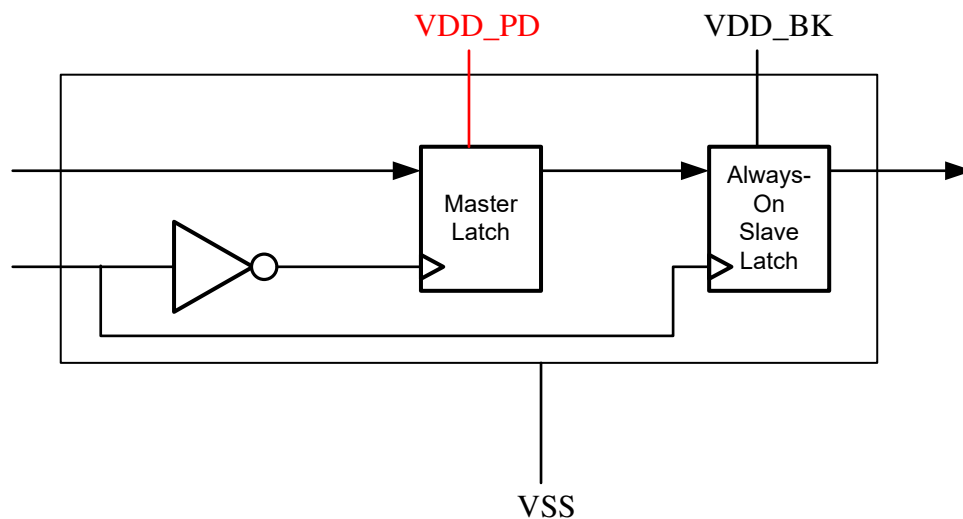 VDD_PD
VDD_BK
Master
Latch
Always-
On
Slave
Latch
VSS